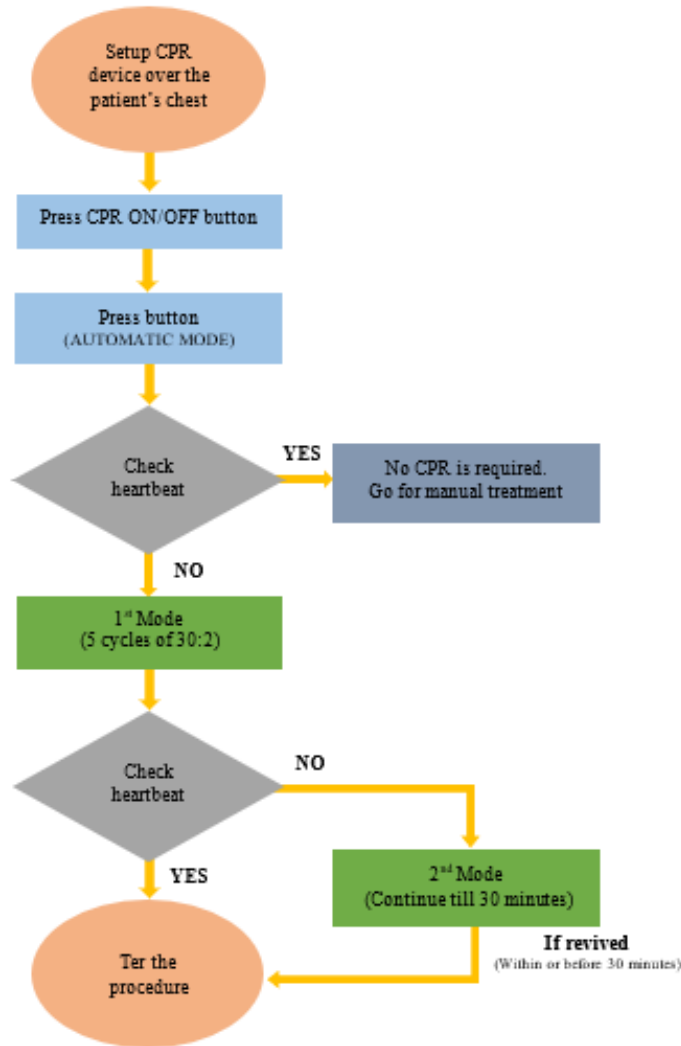 Setup CPR
device over the
patient"s chest
Press CPR ON/OFF button
Press button
(AUTOMATIC MODE)
Check
heartbeat
YES
No CPR is required.
Go for manual treatment
NO
1st Mode
(5 cycles of 30:2)
Check
heartbeat
NO
2nd Mode
(Continue till 30 minutes)
YES
If revived
(Within or before 30 minutes)
Ter the
procedure